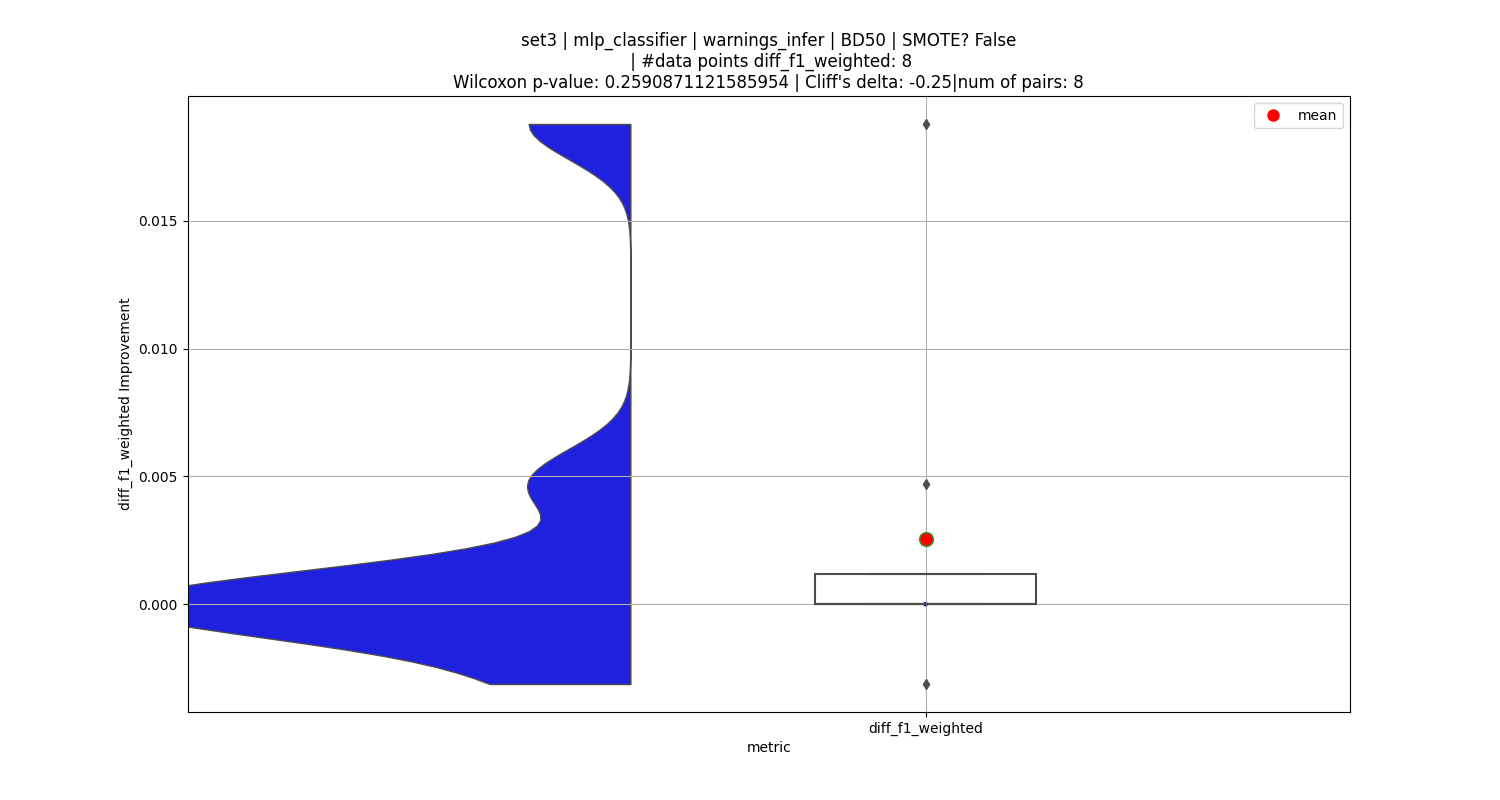 set3 | mlp_classifier | warnings_infer | BD50 | SMOTE? False
| #data points diff_f1_weighted: 8
Wilcoxon p-value: 0.2590871121585954 | Cliff's delta: -0.25|num of pairs: 8
mean
0.015
0.010
0.005
0.000
diff_f1_weighted Improvement
diff_f1_weighted
metric